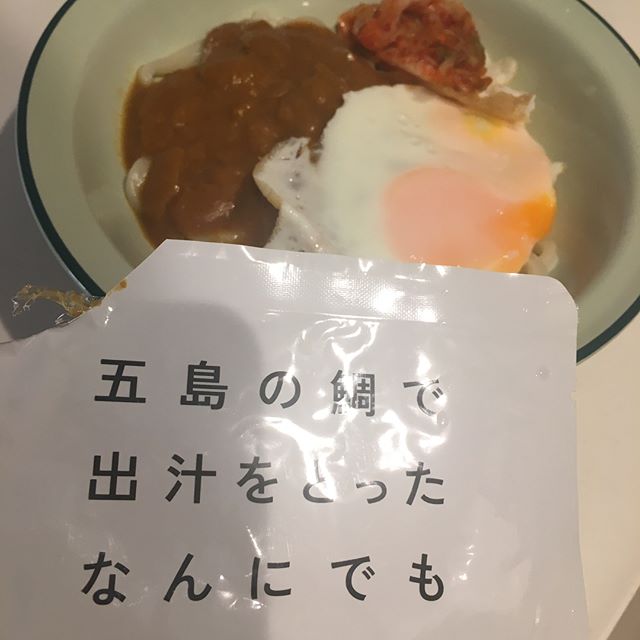 五島の鯛で
出汁をとった
なんにでも